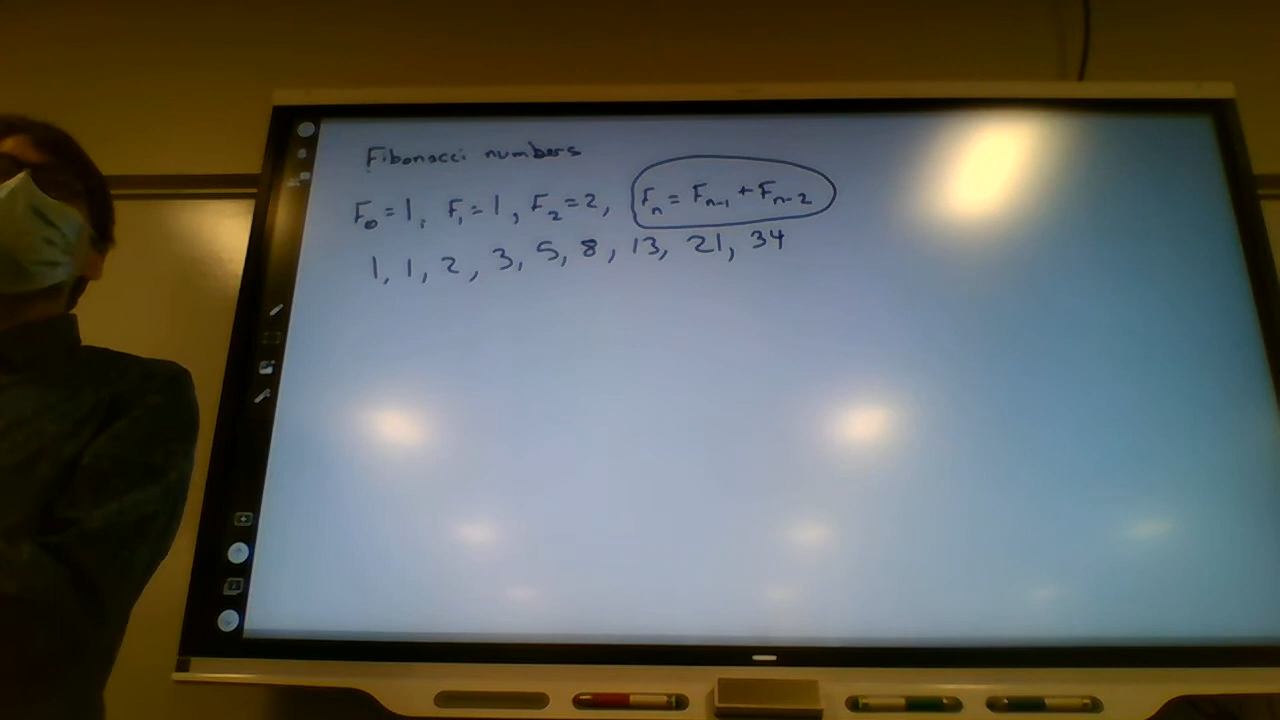 Fibonacci numbers
F₀ = 1, F₁ = 1, F₂ = 2, Fₙ = Fₙ₋₁ + Fₙ₋₂
1, 1, 2, 3, 5, 8, 13, 21, 34